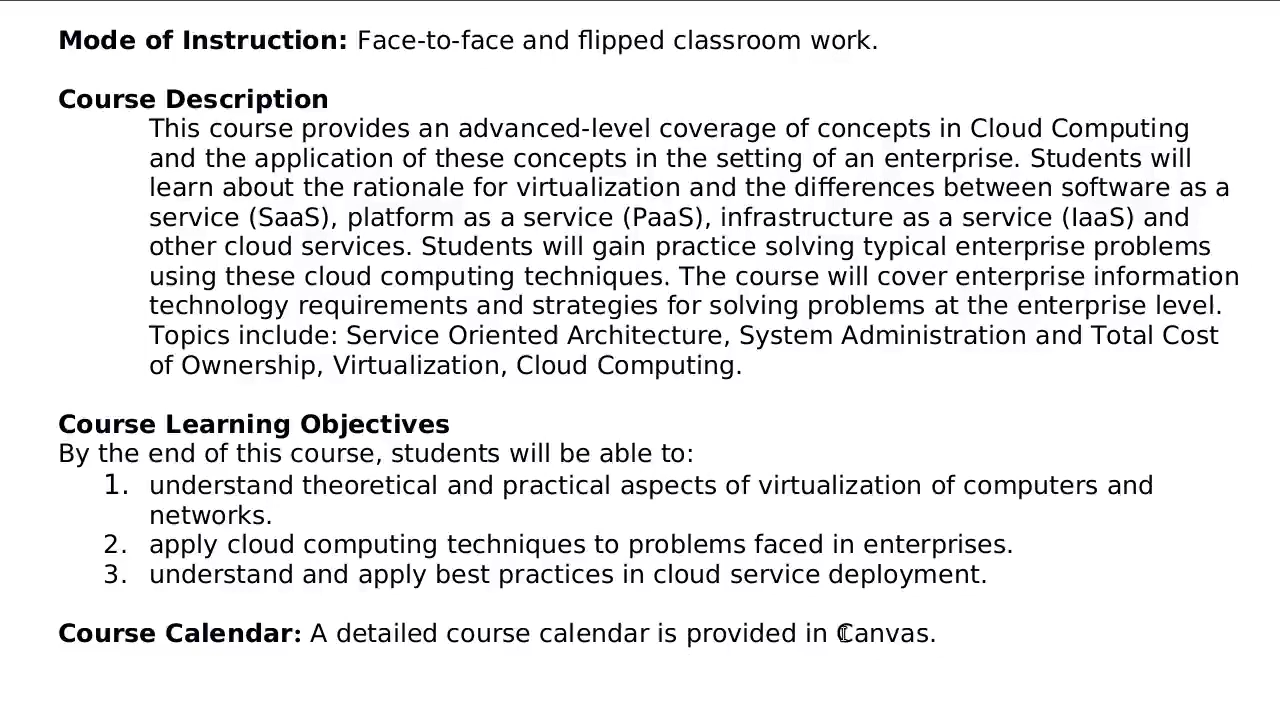 Mode of Instruction: Face-to-face and flipped classroom work.
Course Description
This course provides an advanced-level coverage of concepts in Cloud Computing
and the application of these concepts in the setting of an enterprise. Students will
learn about the rationale for virtualization and the differences between software as a
service (SaaS), platform as a service (PaaS), infrastructure as a service (IaaS) and
other cloud services. Students will gain practice solving typical enterprise problems
using these cloud computing techniques. The course will cover enterprise information
technology requirements and strategies for solving problems at the enterprise level.
Topics include: Service Oriented Architecture, System Administration and Total Cost
of Ownership, Virtualization, Cloud Computing.
Course Learning Objectives
By the end of this course, students will be able to:
1. understand theoretical and practical aspects of virtualization of computers and
networks.
2. apply cloud computing techniques to problems faced in enterprises.
3. understand and apply best practices in cloud service deployment.
Course Calendar: A detailed course calendar is provided in Canvas.